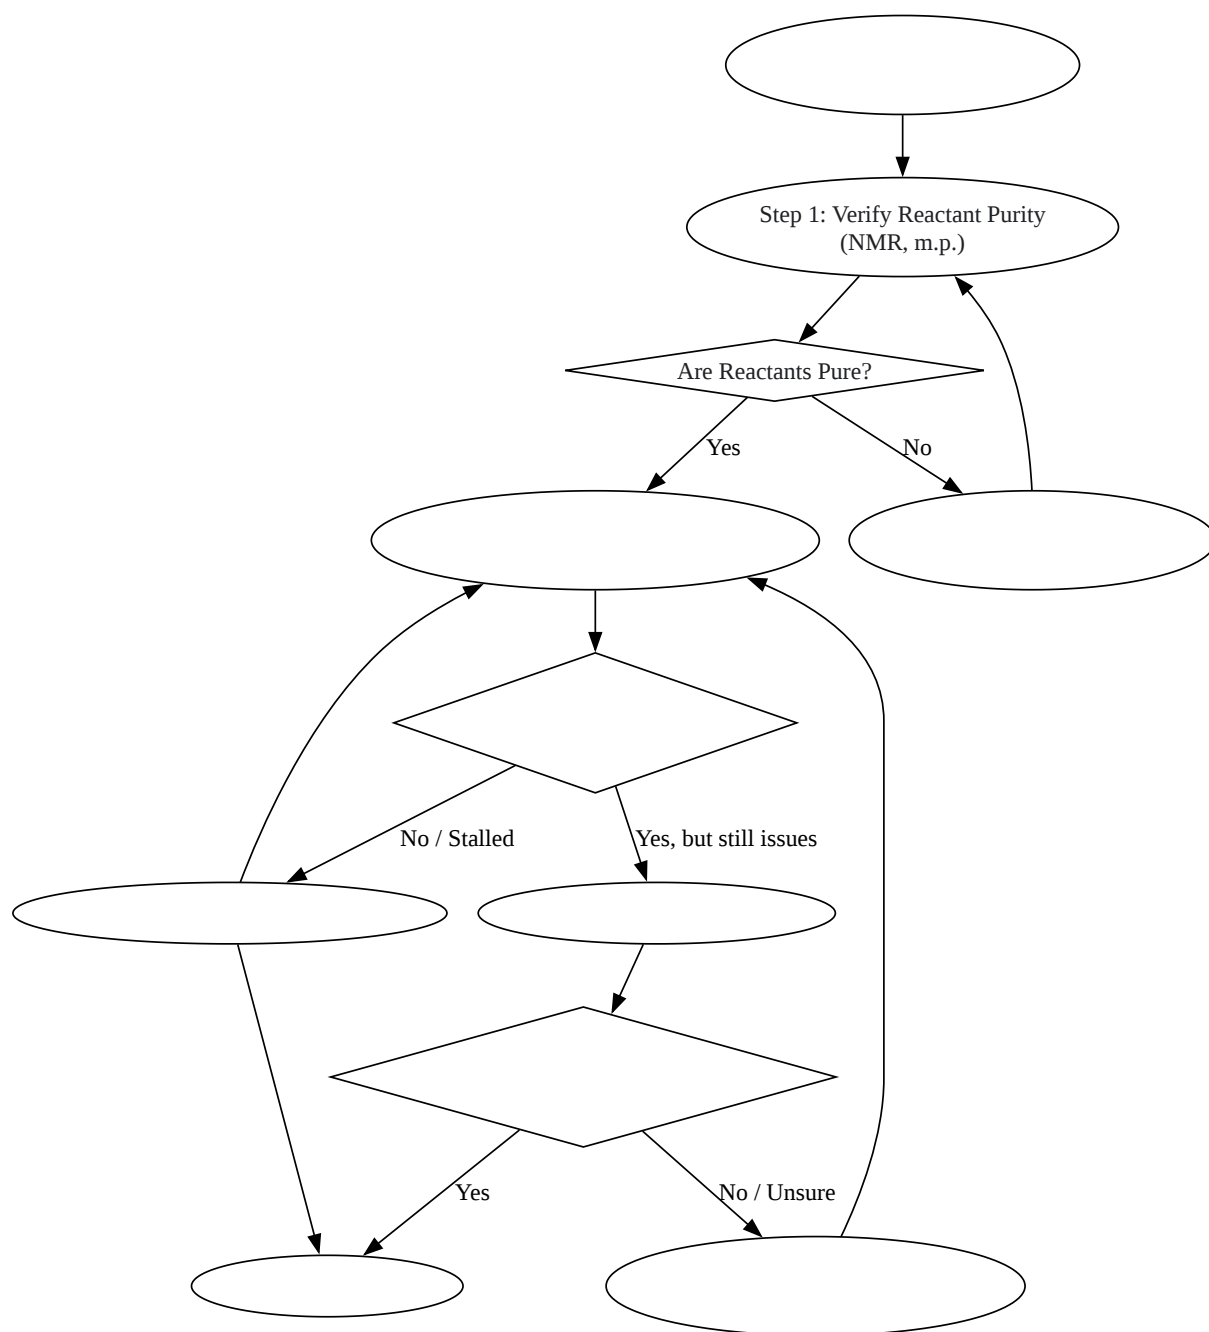 Step 1: Verify Reactant Purity
(NMR, m.p.)
Are Reactants Pure?
Yes
No
No / Stalled
Yes, but still issues
Yes
No / Unsure